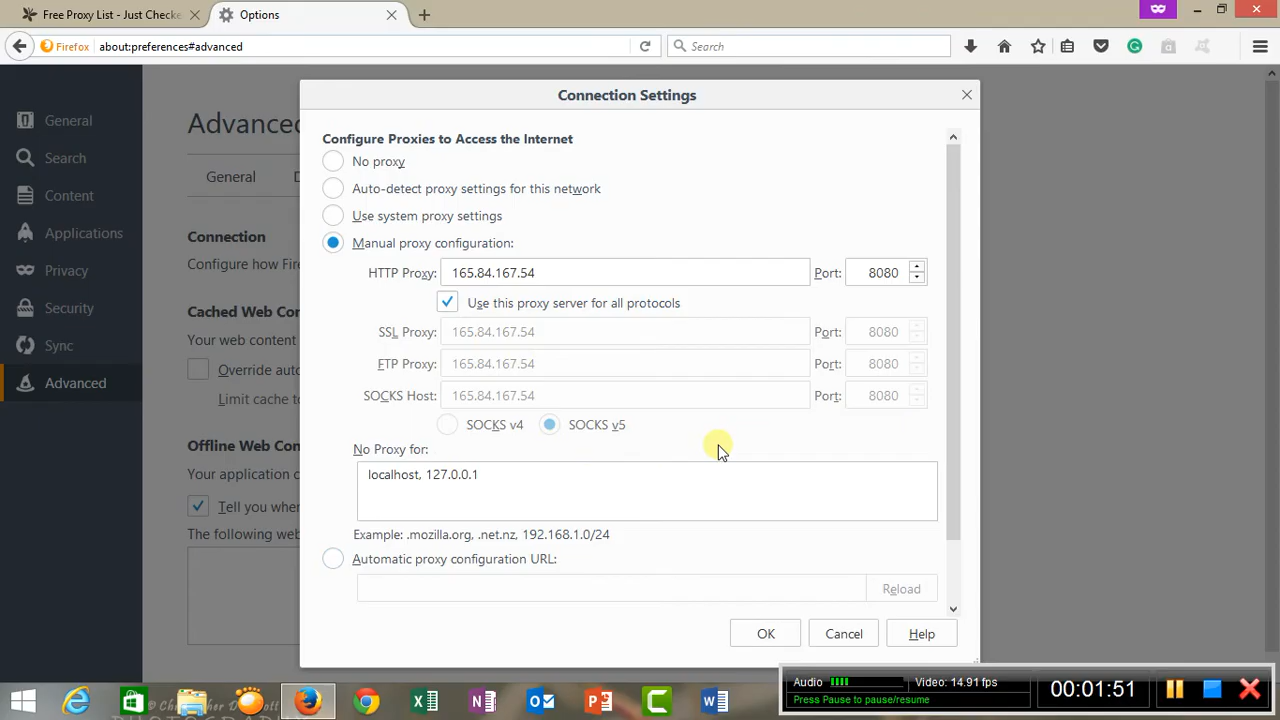 Free Proxy List - Just Checke
Options
Firefox
about:preferences#advanced
Search
General
Search
Content
Applications
Privacy
Security
Sync
Advanced
Advanced
General
Connection
Configure how Fire
Cached Web Con
Your web content
Override auto
Limit cache to
Offline Web Con
Your application
Tell you when
The following web
Connection Settings
Configure Proxies to Access the Internet
No proxy
Auto-detect proxy settings for this network
Use system proxy settings
Manual proxy configuration:
HTTP Proxy: 165.84.167.54 Port: 8080
Use this proxy server for all protocols
SSL Proxy: 165.84.167.54 Port: 8080
FTP Proxy: 165.84.167.54 Port: 8080
SOCKS Host: 165.84.167.54 Port: 8080
SOCKS v4 SOCKS v5
No Proxy for:
localhost, 127.0.0.1
Example: .mozilla.org, .net.nz, 192.168.1.0/24
Automatic proxy configuration URL:
Reload
OK Cancel Help
Audio Video: 14.91 fps
Press Pause to pause/resume
00:01:51